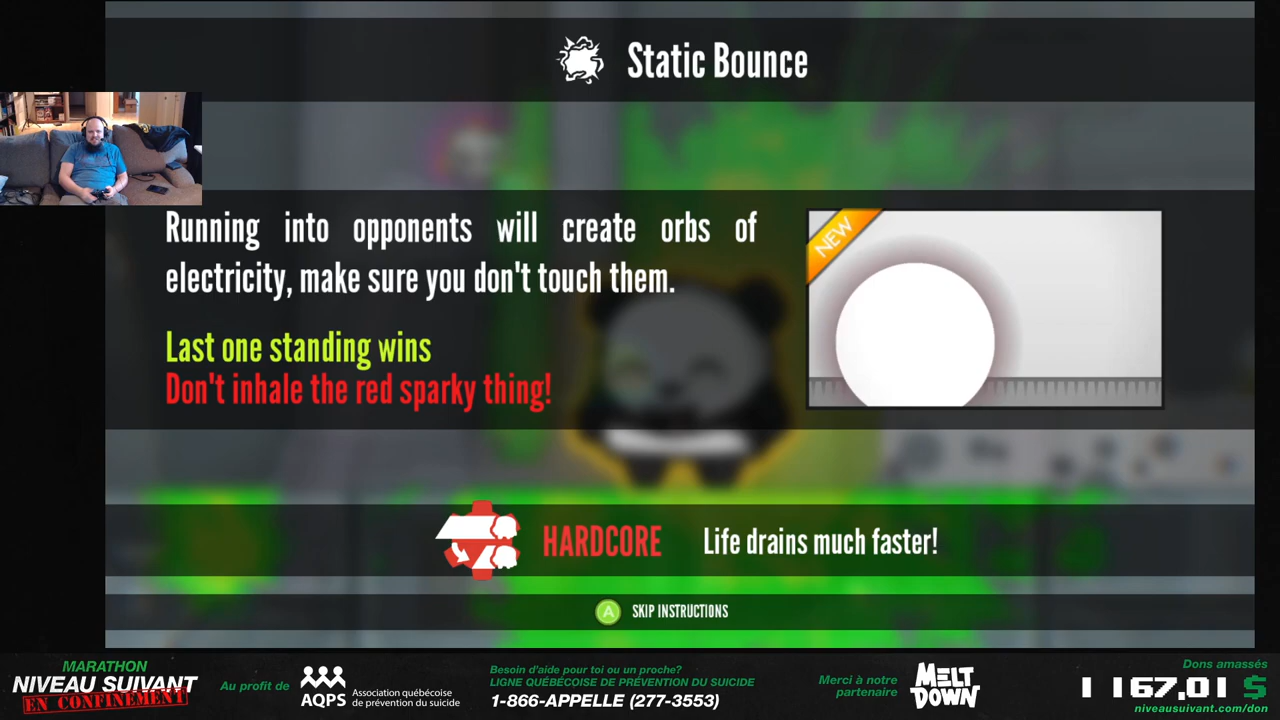 Static Bounce
Running into opponents will create orbs of
electricity, make sure you don't touch them.
Last one standing wins
Don't inhale the red sparky thing!
NEW
HARDCORE Life drains much faster!
A SKIP INSTRUCTIONS
MARATHON
NIVEAU SUIVANT
EN CONFINEMENT
Au profit de
AQPS
Association québécoise
de prévention du suicide
Besoin d'aide pour toi ou un proche?
LIGNE QUÉBÉCOISE DE PRÉVENTION DU SUICIDE
1-866-APPELLE (277-3553)
Merci à notre
partenaire
MELT
DOWN
Dons amassés
1 167,01 $
niveausuivant.com/don